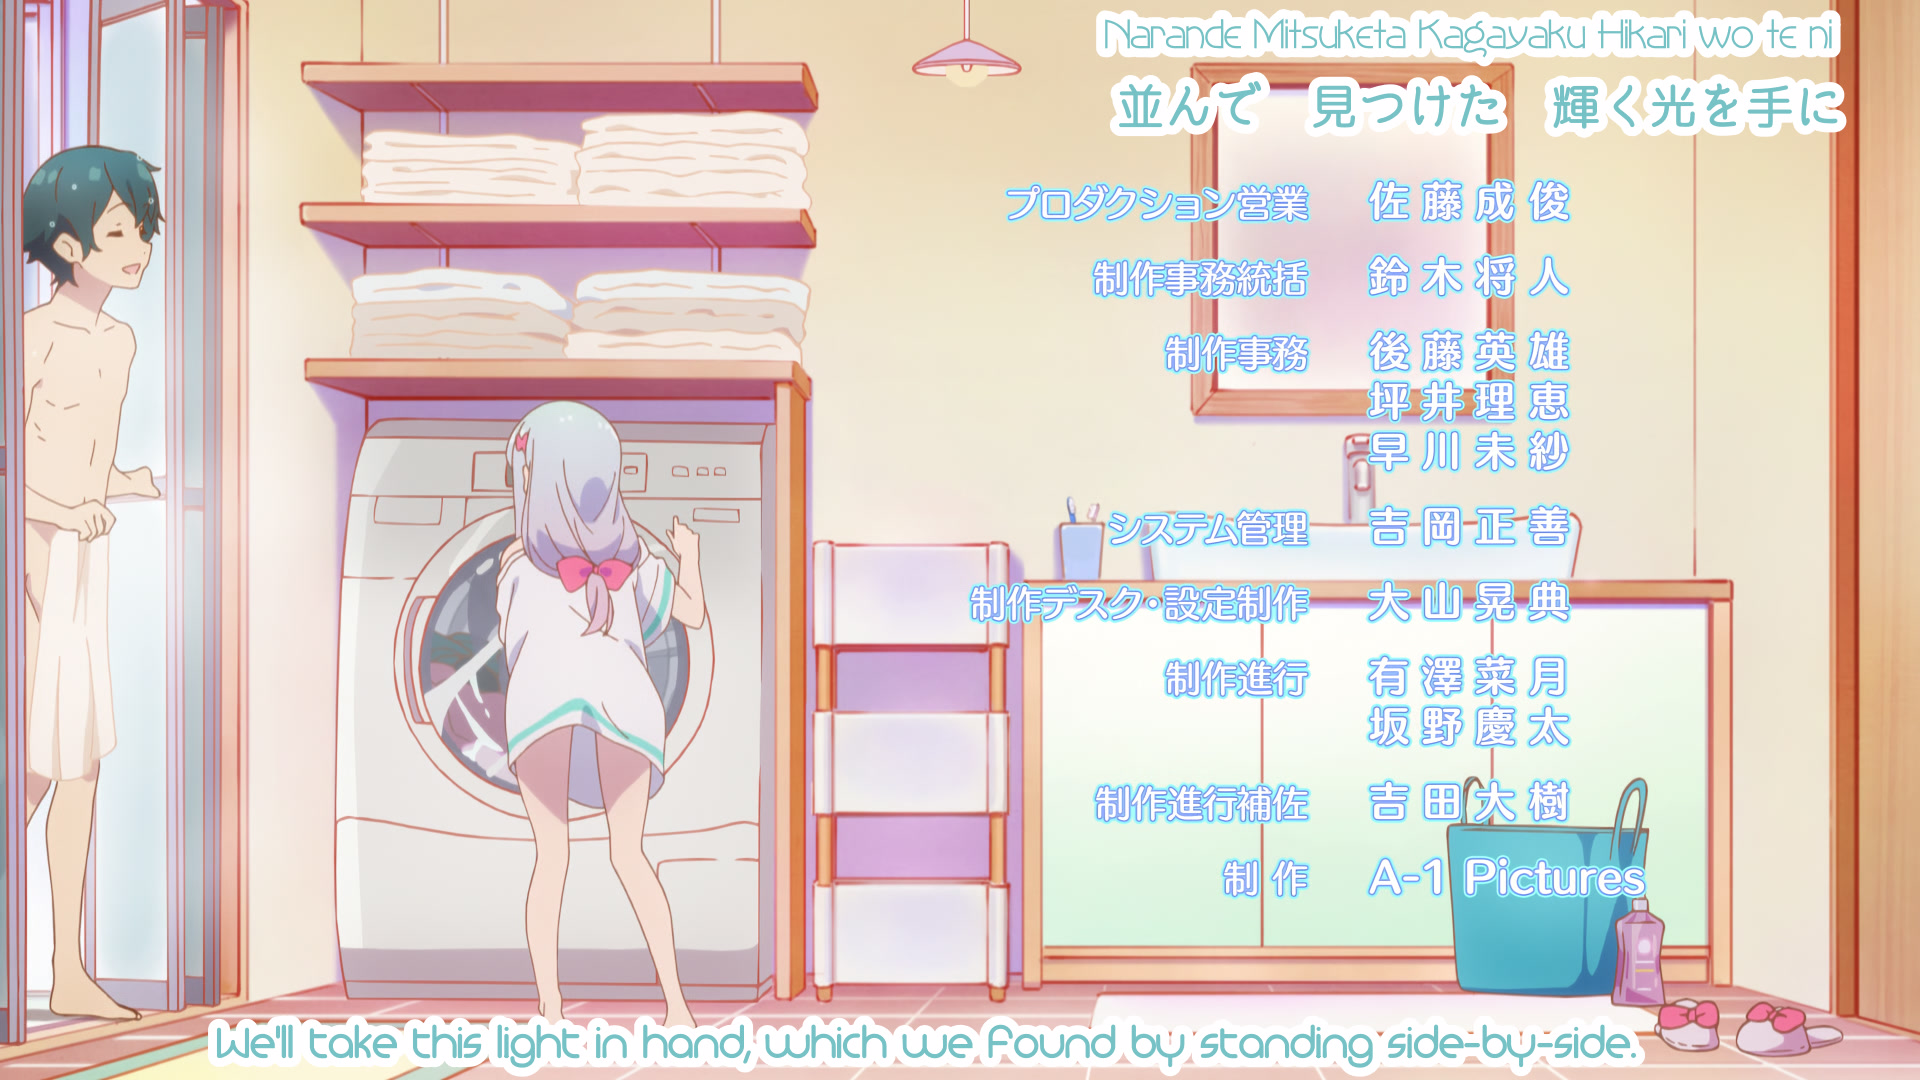 Narande Mitsuketa Kagayaku Hikari wo te ni
並んで　見つけた　輝く光を手に
プロダクション営業　佐藤成俊
制作事務統括　鈴木将人
制作事務　後藤英雄
坪井理恵
早川未紗
システム管理　吉岡正善
制作デスク・設定制作　大山晃典
制作進行　有澤菜月
坂野慶太
制作進行補佐　吉田大樹
制作　A-1 Pictures
We'll take this light in hand, which we found by standing side-by-side.